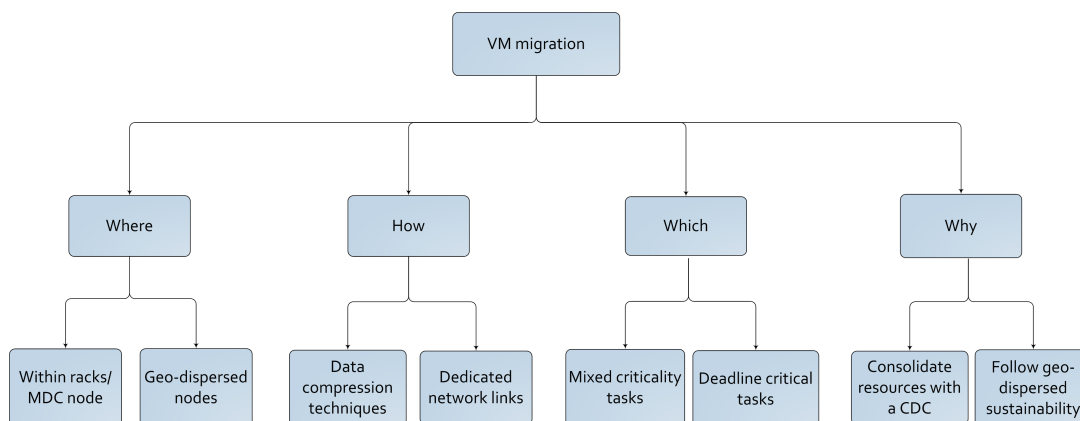 VM migration
Where
How
Which
Why
Within racks/
MDC node
Geo-dispersed
nodes
Data
compression
techniques
Dedicated
network links
Mixed criticality
tasks
Deadline critical
tasks
Consolidate
resources with
a CDC
Follow geo-
dispersed
sustainability